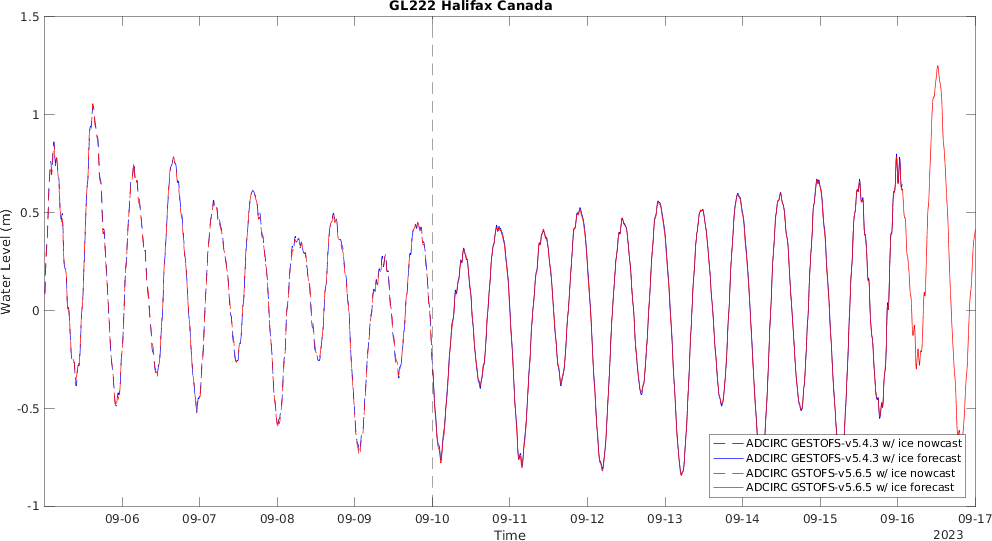 GL222 Halifax Canada
1.5
1
0.5
0
-0.5
-1
Water Level (m)
09-06 09-07 09-08 09-09 09-10 09-11 09-12 09-13 09-14 09-15 09-16 09-17
Time
2023
ADCIRC GESTOFS-v5.4.3 w/ ice nowcast
ADCIRC GESTOFS-v5.4.3 w/ ice forecast
ADCIRC GSTOFS-v5.6.5 w/ ice nowcast
ADCIRC GSTOFS-v5.6.5 w/ ice forecast